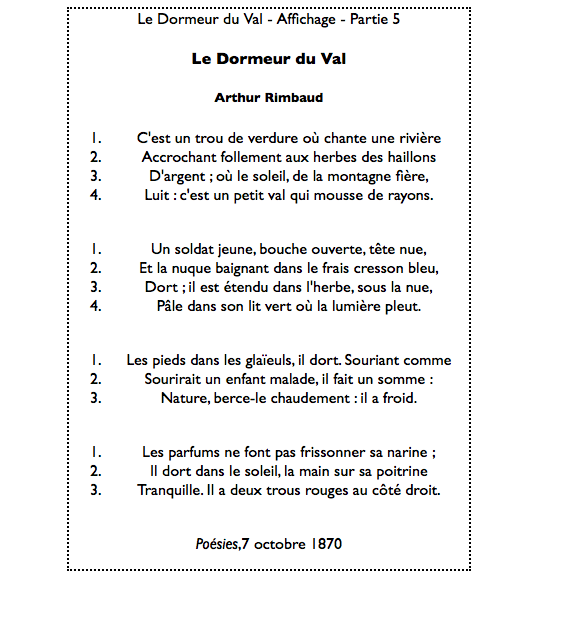 Le Dormeur du Val - Affichage - Partie 5
Le Dormeur du Val
Arthur Rimbaud
1. C'est un trou de verdure où chante une rivière
2. Accrochant follement aux herbes des haillons
3. D'argent ; où le soleil, de la montagne fière,
4. Luit : c'est un petit val qui mousse de rayons.
1. Un soldat jeune, bouche ouverte, tête nue,
2. Et la nuque baignant dans le frais cresson bleu,
3. Dort ; il est étendu dans l'herbe, sous la nue,
4. Pâle dans son lit vert où la lumière pleut.
1. Les pieds dans les glaïeuls, il dort. Souriant comme
2. Sourirait un enfant malade, il fait un somme :
3. Nature, berce-le chaudement : il a froid.
1. Les parfums ne font pas frissonner sa narine ;
2. Il dort dans le soleil, la main sur sa poitrine
3. Tranquille. Il a deux trous rouges au côté droit.
Poésies,7 octobre 1870